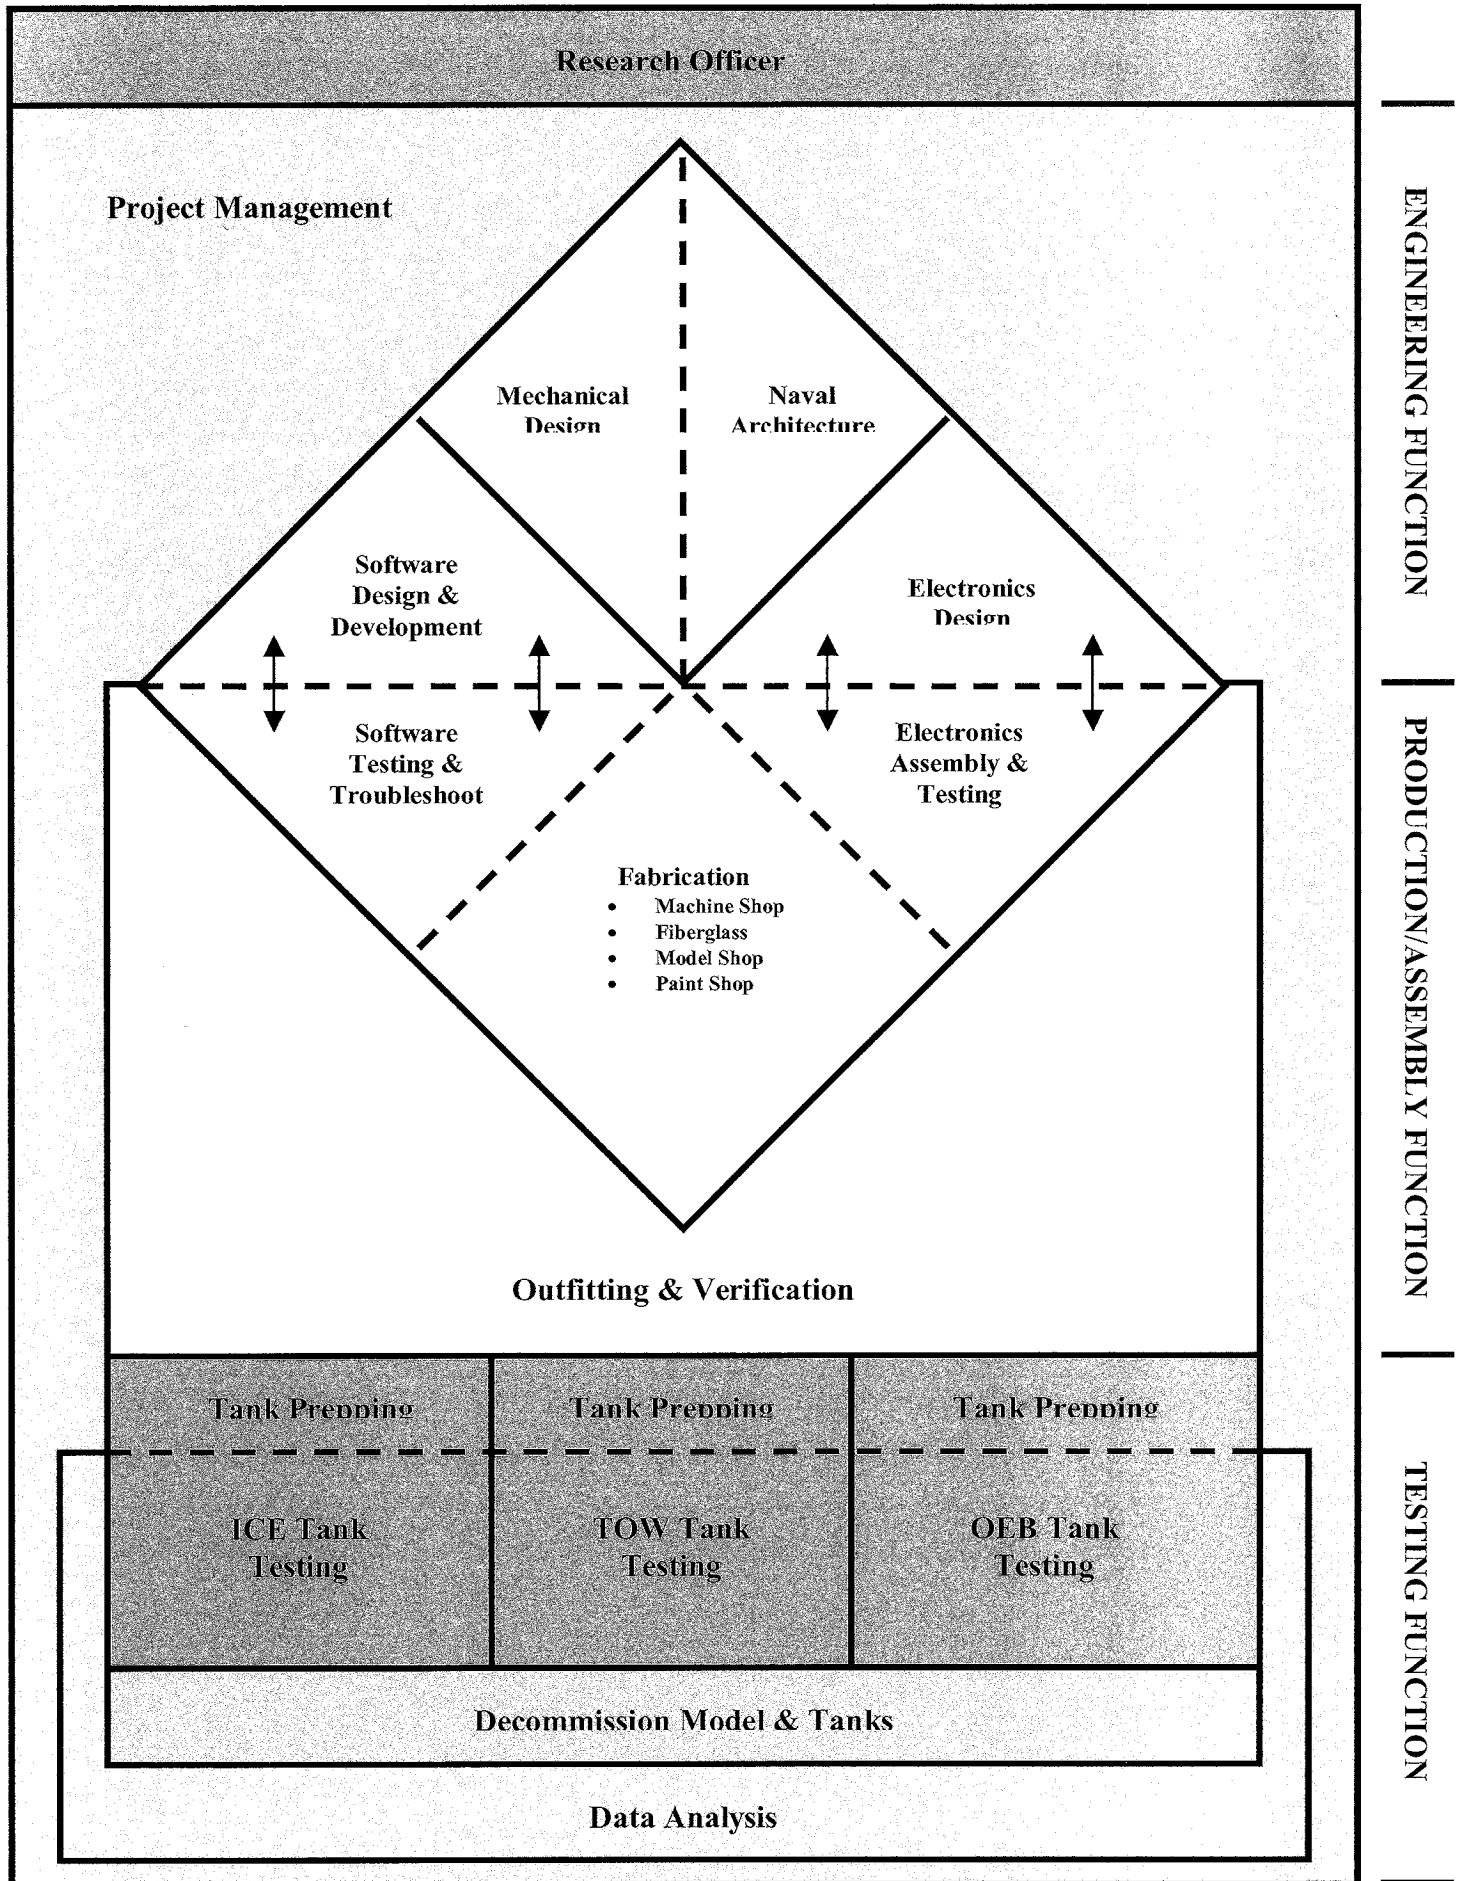 Research Officer
Project Management
Mechanical
Design
Naval
Architecture
Software
Design &
Development
Electronics
Design
Software
Testing &
Troubleshoot
Electronics
Assembly &
Testing
Fabrication
• Machine Shop
• Fiberglass
• Model Shop
• Paint Shop
Outfitting & Verification
Tank Prepping
Tank Prepping
Tank Prepping
ICE Tank
Testing
TOW Tank
Testing
OEB Tank
Testing
Decommission Model & Tanks
Data Analysis
ENGINEERING FUNCTION
PRODUCTION/ASSEMBLY FUNCTION
TESTING FUNCTION